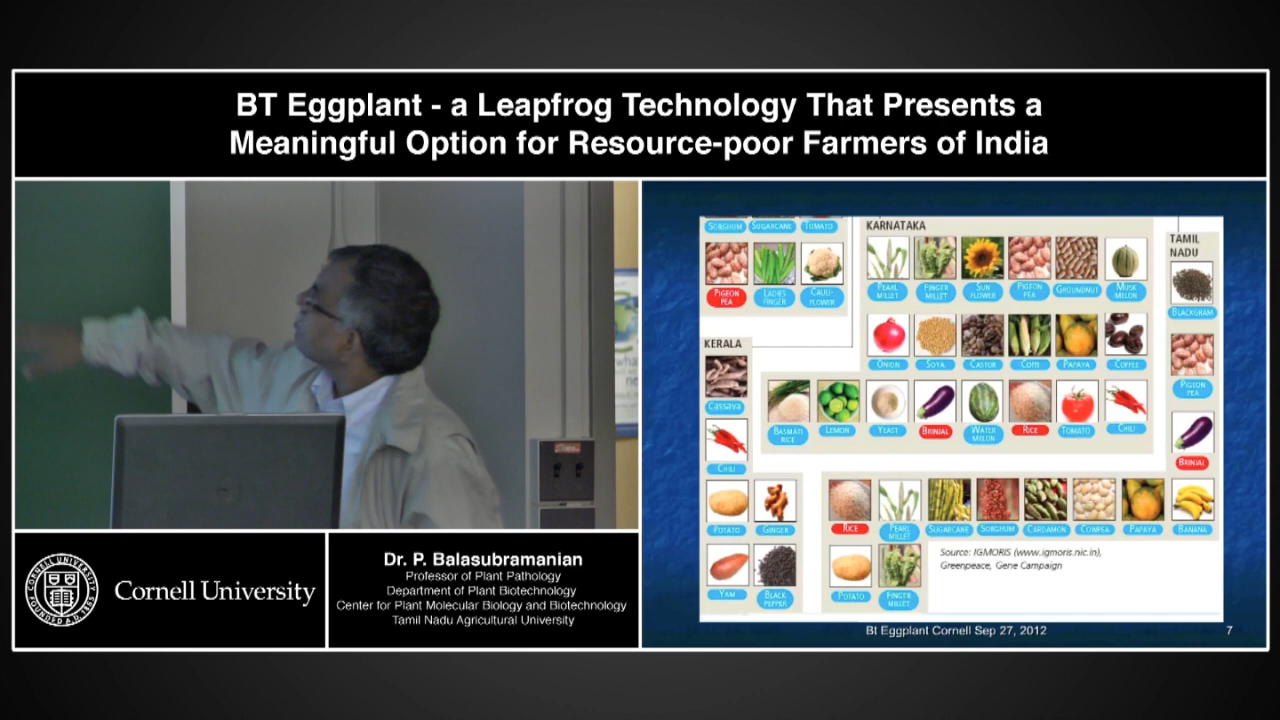 BT Eggplant - a Leapfrog Technology That Presents a
Meaningful Option for Resource-poor Farmers of India
SORGHUM SUGARCANE TOMATO
PIGEON PEA LADIES FINGER CAULI-FLOWER
KARNATAKA
PEARL MILLET FINGER MILLET SUN FLOWER PIGEON PEA GROUNDNUT MUSK MELON
ONION SOYA CASTOR CORN PAPAYA COFFEE
BASMATI RICE LEMON YEAST BRINJAL WATER MELON RICE TOMATO CHILI
TAMIL
NADU
BLACKGRAM
PIGEON PEA
BRINJAL
KERALA
Cassava
CHILI
POTATO GINGER
YAM BLACK PEPPER
RICE PEARL MILLET SUGARCANE SORGHUM CARDAMON COWPEA PAPAYA BANANA
POTATO FINGER MILLET
Source: IGMORIS (www.igmoris.nic.in),
Greenpeace, Gene Campaign
Bt Eggplant Cornell Sep 27, 2012 7
CORNELL UNIVERSITY FOUNDED A.D.
Cornell University
Dr. P. Balasubramanian
Professor of Plant Pathology
Department of Plant Biotechnology
Center for Plant Molecular Biology and Biotechnology
Tamil Nadu Agricultural University